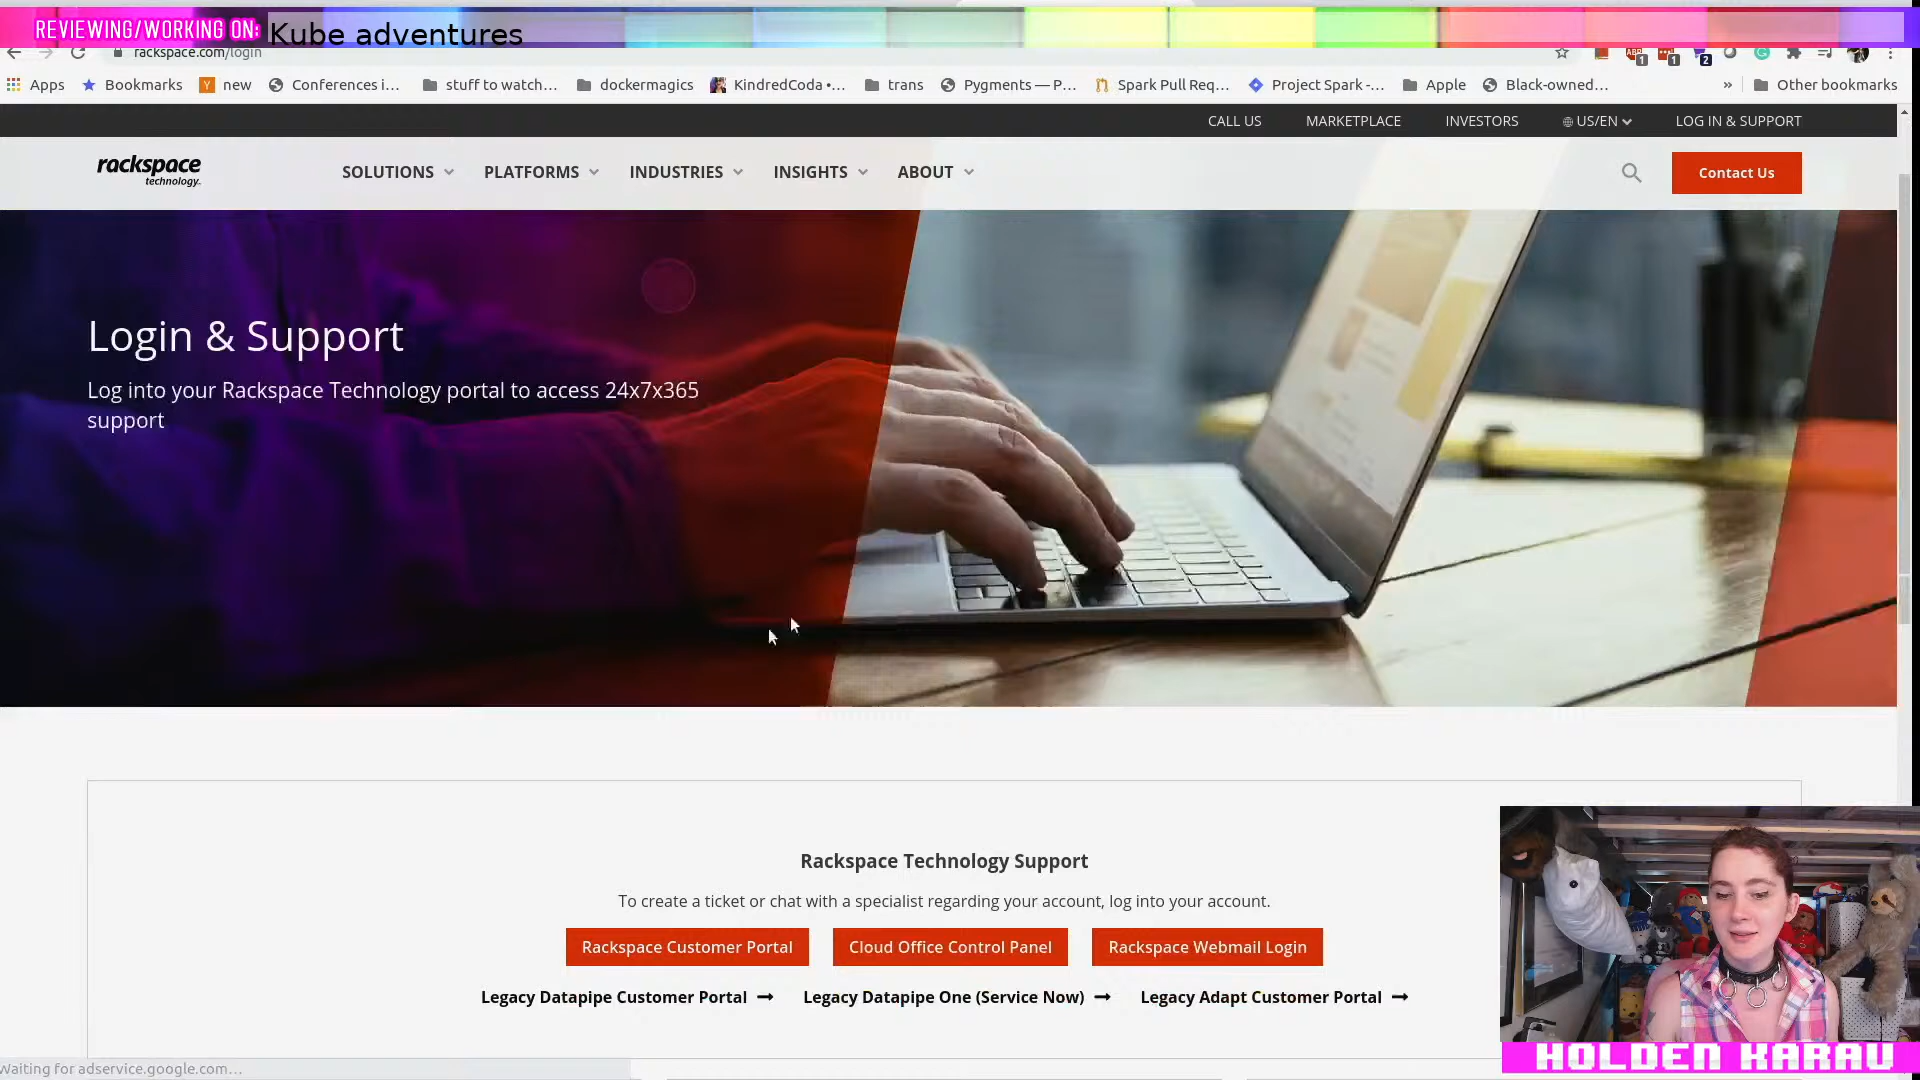 REVIEWING/WORKING ON: Kube adventures
rackspace.com/login
Apps Bookmarks new Conferences i... stuff to watch... dockermagics KindredCoda •... trans Pygments — P... Spark Pull Req... Project Spark -... Apple Black-owned... » Other bookmarks
CALL US MARKETPLACE INVESTORS US/EN LOG IN & SUPPORT
rackspace
technology.
SOLUTIONS PLATFORMS INDUSTRIES INSIGHTS ABOUT
Contact Us
Login & Support
Log into your Rackspace Technology portal to access 24x7x365
support
Rackspace Technology Support
To create a ticket or chat with a specialist regarding your account, log into your account.
Rackspace Customer Portal Cloud Office Control Panel Rackspace Webmail Login
Legacy Datapipe Customer Portal Legacy Datapipe One (Service Now) Legacy Adapt Customer Portal
Waiting for adservice.google.com...
HOLDEN KARAU